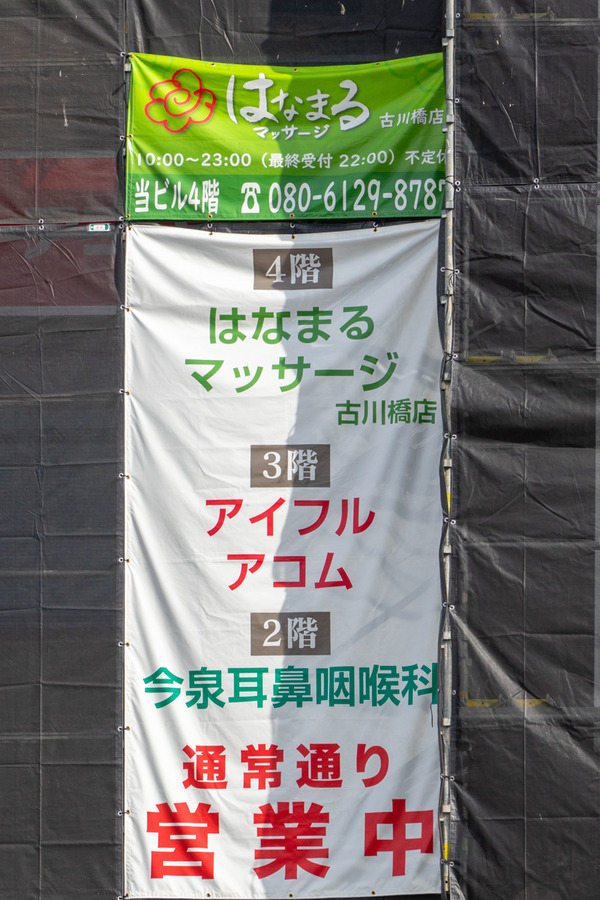 はなまる
マッサージ
古川橋店
10:00～23:00（最終受付 22:00）不定休
当ビル4階 ☎ 080-6129-8787
4階
はなまる
マッサージ
古川橋店
3階
アイフル
アコム
2階
今泉耳鼻咽喉科
通常通り
営業中